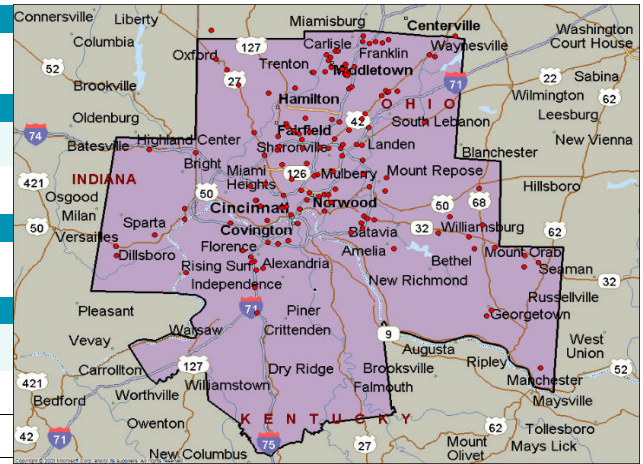 Connersville Liberty Miamisburg Centerville Washington
Columbia 127 Carlisle Franklin Waynesville Court House
Oxford Trenton Middletown
52 27 71 22 Sabina
Brookville Hamilton OHIO Wilmington 62
Oldenburg 42 South Lebanon Leesburg
74 Fairfield New Vienna
Batesville Highland Center Sharonville Landen
Bright Blanchester
421 INDIANA Miami 126 Mulberry Mount Repose
Heights Hillsboro
Osgood 50 50 68
Milan Cincinnati Norwood
50 Sparta 32 Williamsburg 62
Versailles Covington Batavia
Florence Amelia Mount Orab
Dillsboro Bethel Seaman
Rising Sun Alexandria
Independence New Richmond 32
Russellville
Pleasant 71 Piner Georgetown
Warsaw Crittenden 9 West
Vevay Augusta Union
Carrollton 127 Dry Ridge Brooksville Ripley
421 Williamstown Falmouth Manchester 52
Bedford Worthville Maysville
KENTUCKY
Owenton 62 Tollesboro
42 71 75 27 Mount Mays Lick
New Columbus Olivet